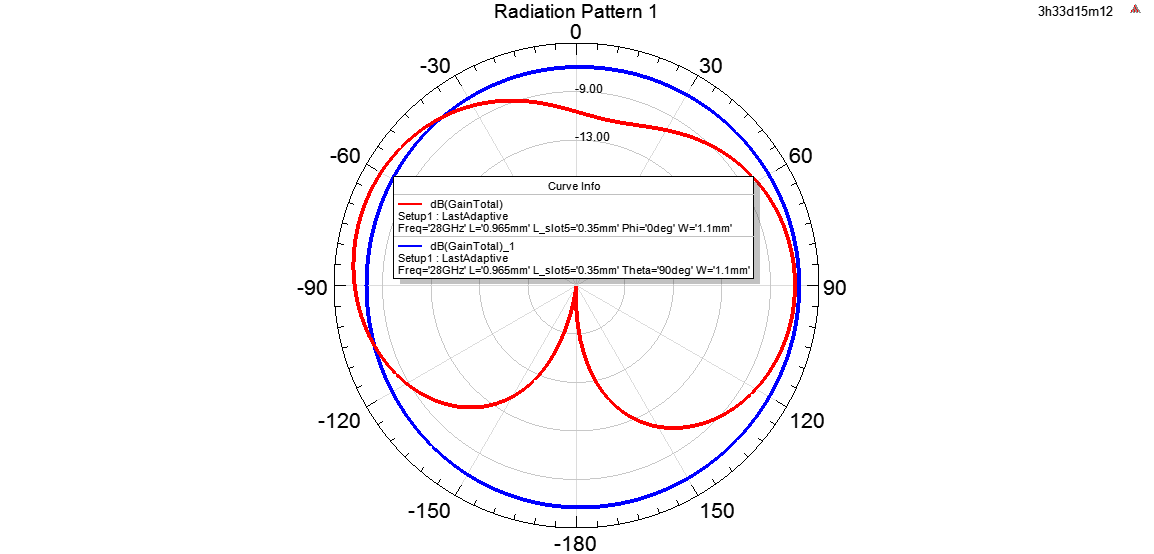 Radiation Pattern 1
3h33d15m12
0
-30
30
-9.00
-13.00
-60
60
Curve Info
dB(GainTotal)
Setup1 : LastAdaptive
Freq='28GHz' L='0.965mm' L_slot5='0.35mm' Phi='0deg' W='1.1mm'
dB(GainTotal)_1
Setup1 : LastAdaptive
Freq='28GHz' L='0.965mm' L_slot5='0.35mm' Theta='90deg' W='1.1mm'
-90
90
-120
120
-150
150
-180